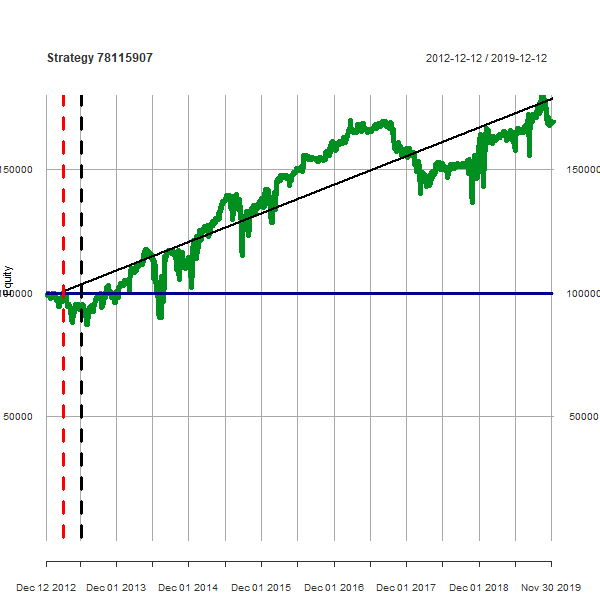 Strategy 78115907
2012-12-12 / 2019-12-12
150000 150000
quity
100000 100000
50000 50000
Dec 12 2012 Dec 01 2013 Dec 01 2014 Dec 01 2015 Dec 01 2016 Dec 01 2017 Dec 01 2018 Nov 30 2019